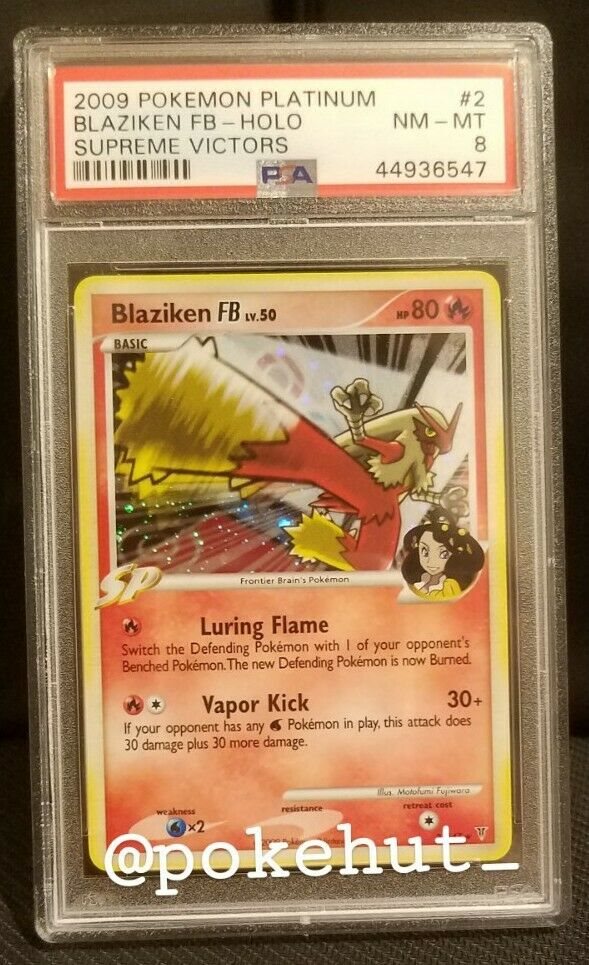 2009 POKEMON PLATINUM #2
BLAZIKEN FB - HOLO NM - MT
SUPREME VICTORS 8
PSA 44936547
Blaziken FB LV.50 HP 80
BASIC
SP
Frontier Brain's Pokémon
Luring Flame
Switch the Defending Pokémon with 1 of your opponent's
Benched Pokémon. The new Defending Pokémon is now Burned.
Vapor Kick 30+
If your opponent has any Pokémon in play, this attack does
30 damage plus 30 more damage.
Illus. Motofumi Fujiwara
weakness resistance retreat cost
×2
@pokehut_